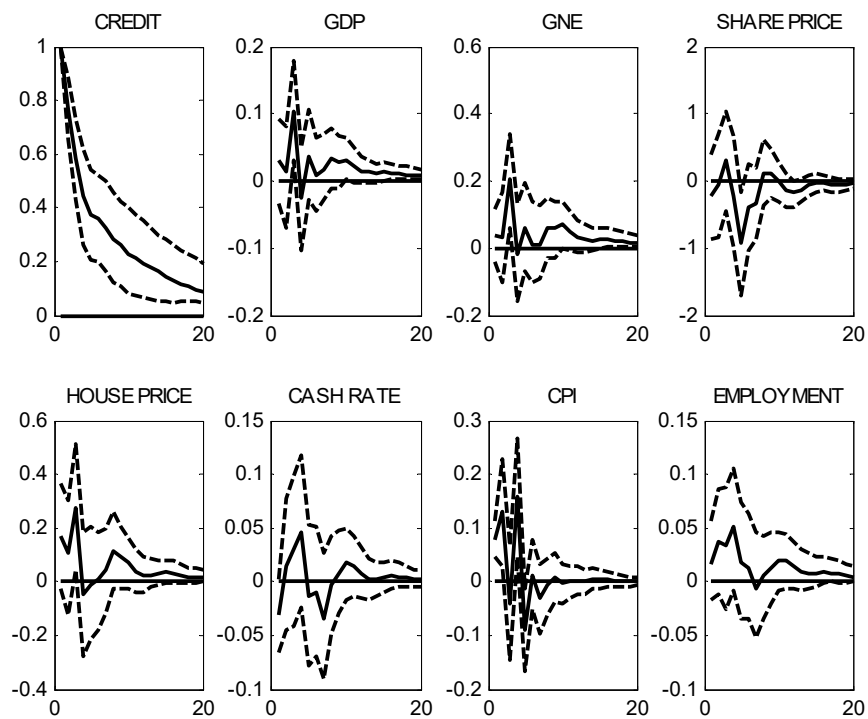 CREDIT GDP GNE SHARE PRICE
1 0.2 0.6 2
0.8 0.1 0.4 1
0.6 0 0.2 0
0.4 -0.1 0 -1
0.2 -0.2 -0.2 -2
0
0 20 0 20 0 20 0 20
HOUSE PRICE CASH RATE CPI EMPLOYMENT
0.6 0.15 0.3 0.15
0.4 0.1 0.2 0.1
0.2 0.05 0.1 0.05
0 0 0 0
-0.2 -0.05 -0.1 -0.05
-0.4 -0.1 -0.2 -0.1
0 20 0 20 0 20 0 20